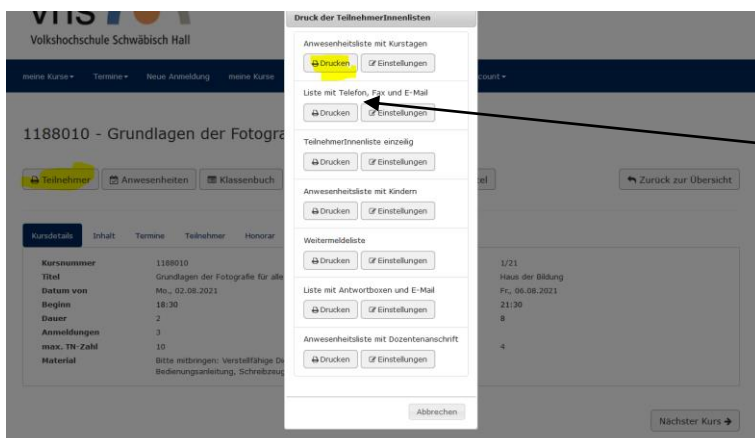 vhs
Volkshochschule Schwäbisch Hall
meine Kurse
Termine
Neue Anmeldung
meine Kurse
count
1188010 - Grundlagen der Fotogra
Teilnehmer
Anwesenheiten
Klassenbuch
el
Zurück zur Übersicht
Kursdetails
Inhalt
Termine
Teilnehmer
Honorar
Kursnummer 1188010 1/21
Titel Grundlagen der Fotografie für alle Haus der Bildung
Datum von Mo., 02.08.2021 Fr., 06.08.2021
Beginn 18:30 21:30
Dauer 2 8
Anmeldungen 3
max. TN-Zahl 10 4
Material Bitte mitbringen: Verstellfähige Di
Bedienungsanleitung, Schreibzeug
Nächster Kurs
Druck der TeilnehmerInnenlisten
Anwesenheitsliste mit Kurstagen
Drucken Einstellungen
Liste mit Telefon, Fax und E-Mail
Drucken Einstellungen
TeilnehmerInnenliste einzeilig
Drucken Einstellungen
Anwesenheitsliste mit Kindern
Drucken Einstellungen
Weitermeldeliste
Drucken Einstellungen
Liste mit Antwortboxen und E-Mail
Drucken Einstellungen
Anwesenheitsliste mit Dozentenanschrift
Drucken Einstellungen
Abbrechen